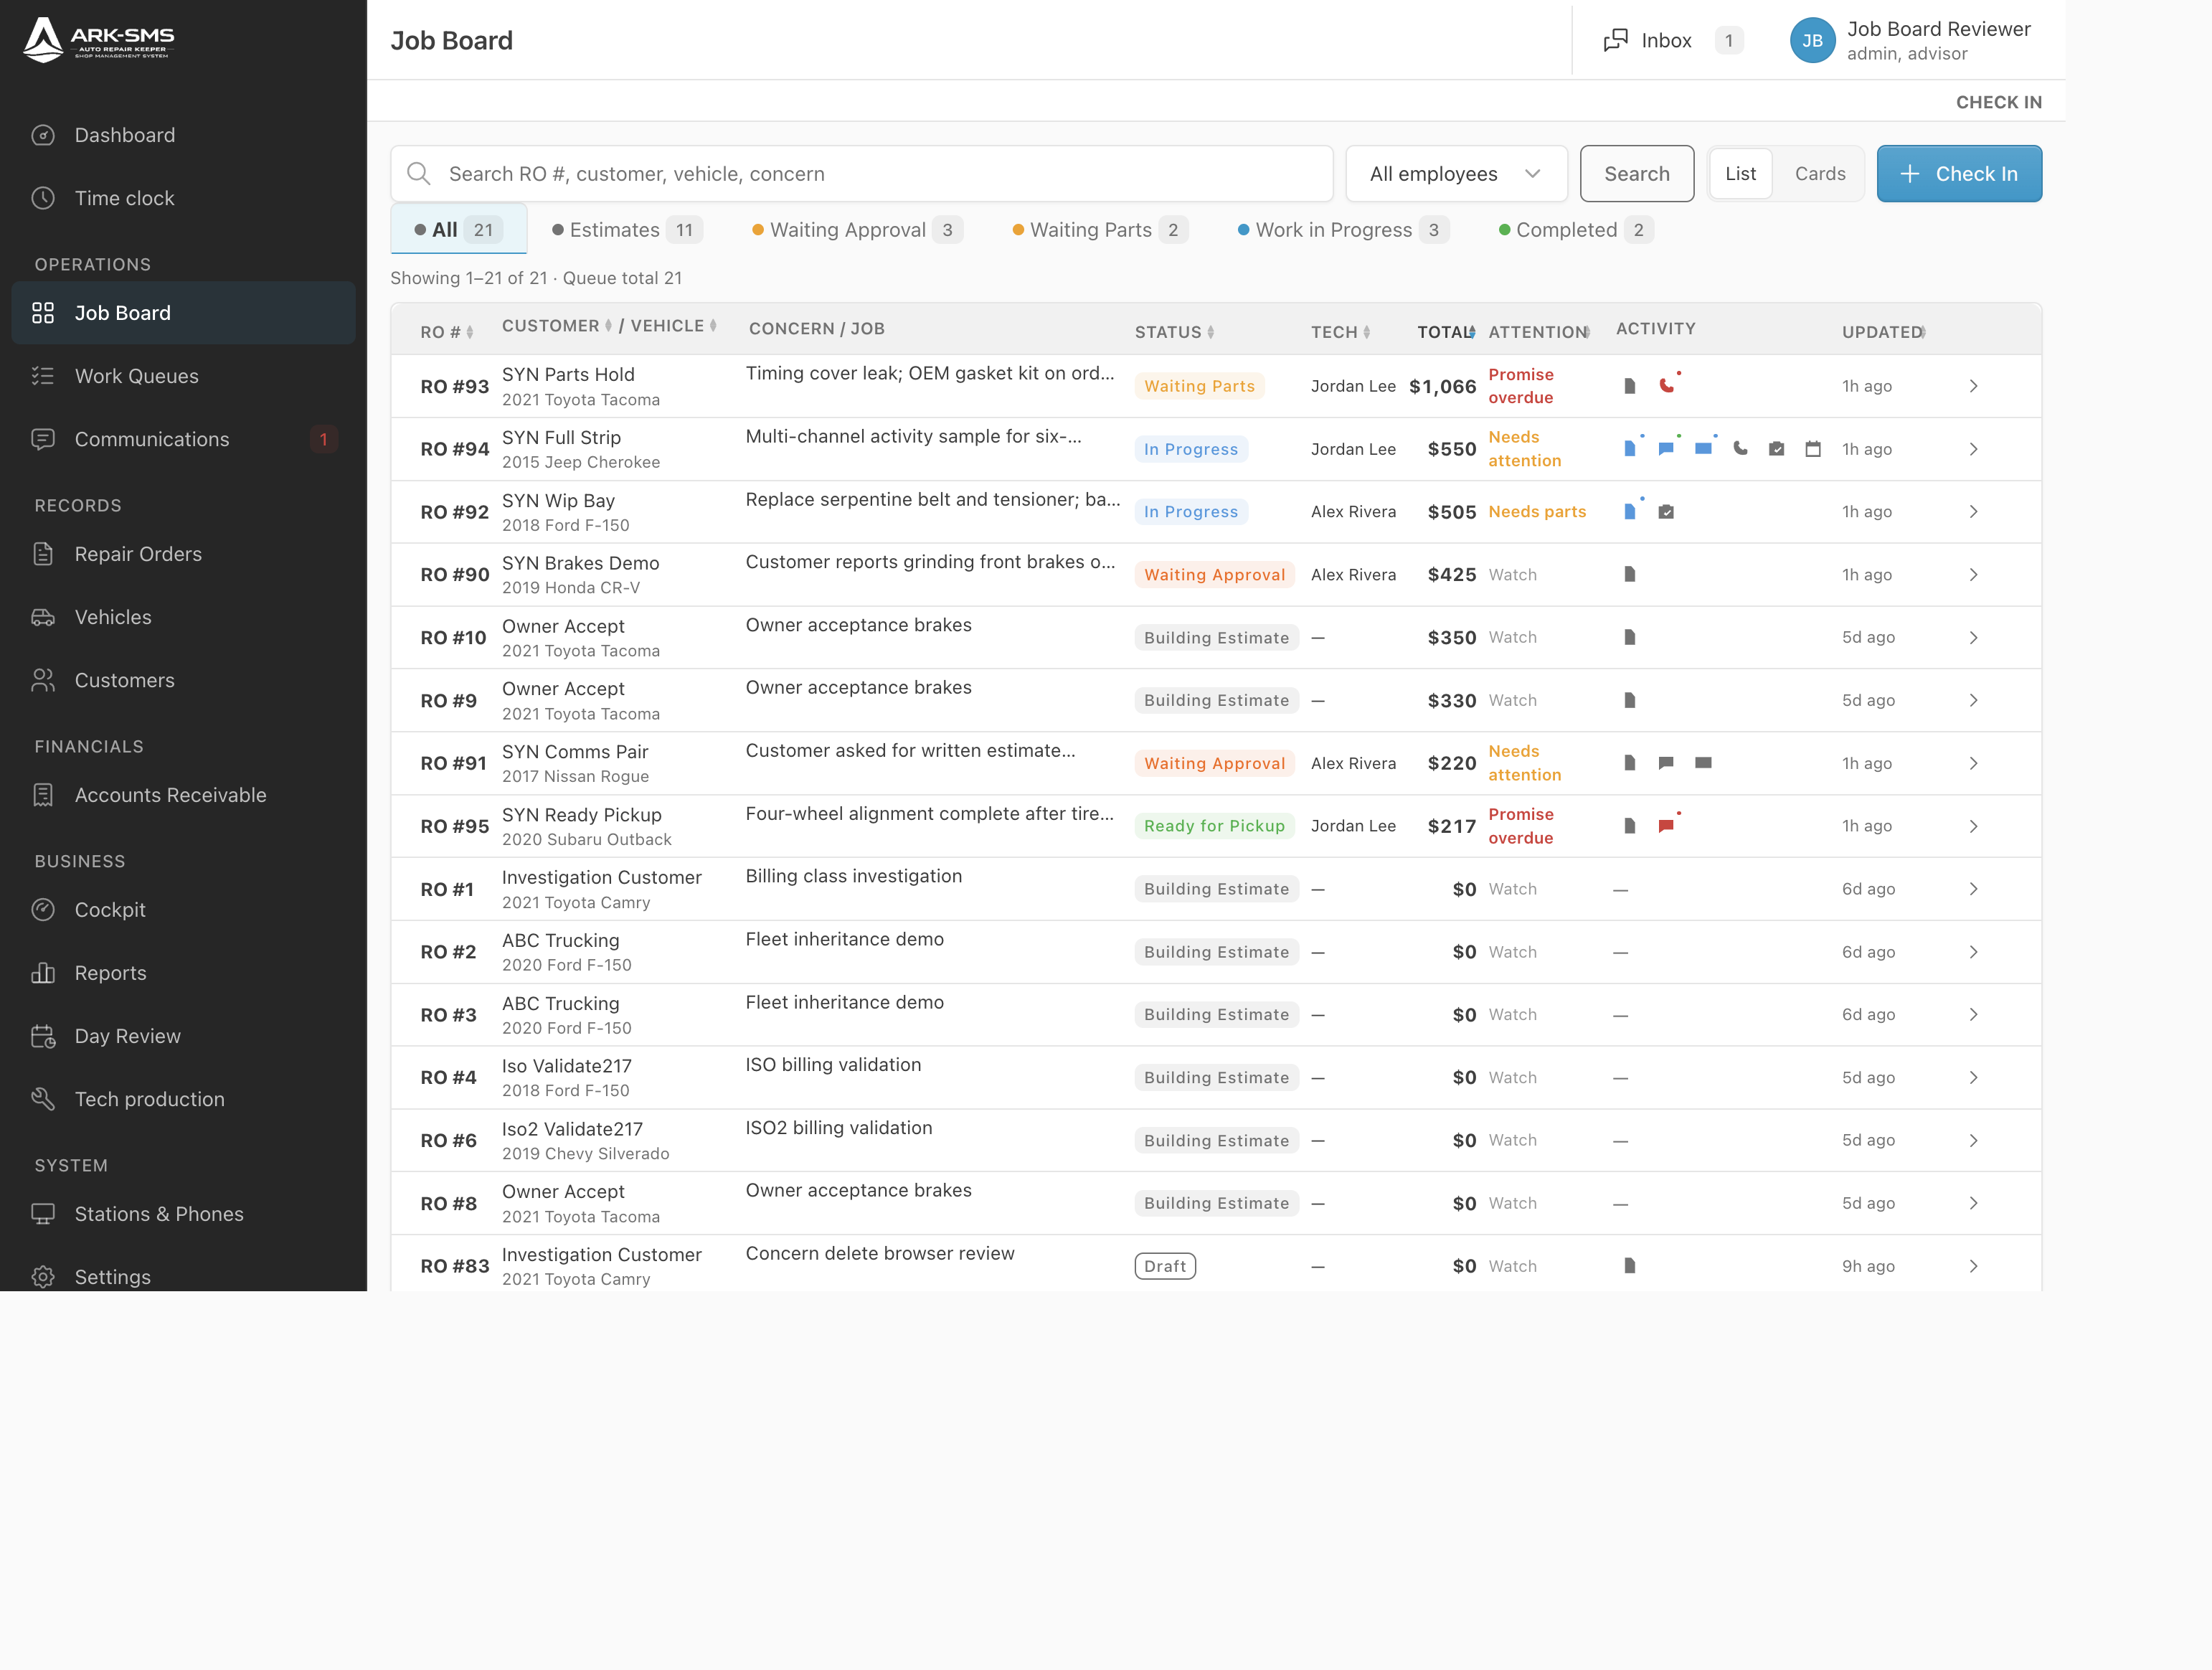 ARK-SMS
AUTO REPAIR KEEPER
SHOP MANAGEMENT SYSTEM
Dashboard
Time clock
OPERATIONS
Job Board
Work Queues
Communications 1
RECORDS
Repair Orders
Vehicles
Customers
FINANCIALS
Accounts Receivable
BUSINESS
Cockpit
Reports
Day Review
Tech production
SYSTEM
Stations & Phones
Settings
Job Board
Inbox 1
JB
Job Board Reviewer
admin, advisor
CHECK IN
Search RO #, customer, vehicle, concern
All employees
Search
List
Cards
Check In
All 21
Estimates 11
Waiting Approval 3
Waiting Parts 2
Work in Progress 3
Completed 2
Showing 1–21 of 21 · Queue total 21
RO # CUSTOMER / VEHICLE CONCERN / JOB STATUS TECH TOTAL ATTENTION ACTIVITY UPDATED
RO #93 SYN Parts Hold Timing cover leak; OEM gasket kit on ord... Waiting Parts Jordan Lee $1,066 Promise overdue 1h ago
2021 Toyota Tacoma
RO #94 SYN Full Strip Multi-channel activity sample for six-... In Progress Jordan Lee $550 Needs attention 1h ago
2015 Jeep Cherokee
RO #92 SYN Wip Bay Replace serpentine belt and tensioner; ba... In Progress Alex Rivera $505 Needs parts 1h ago
2018 Ford F-150
RO #90 SYN Brakes Demo Customer reports grinding front brakes o... Waiting Approval Alex Rivera $425 Watch 1h ago
2019 Honda CR-V
RO #10 Owner Accept Owner acceptance brakes Building Estimate — $350 Watch 5d ago
2021 Toyota Tacoma
RO #9 Owner Accept Owner acceptance brakes Building Estimate — $330 Watch 5d ago
2021 Toyota Tacoma
RO #91 SYN Comms Pair Customer asked for written estimate... Waiting Approval Alex Rivera $220 Needs attention 1h ago
2017 Nissan Rogue
RO #95 SYN Ready Pickup Four-wheel alignment complete after tire... Ready for Pickup Jordan Lee $217 Promise overdue 1h ago
2020 Subaru Outback
RO #1 Investigation Customer Billing class investigation Building Estimate — $0 Watch — 6d ago
2021 Toyota Camry
RO #2 ABC Trucking Fleet inheritance demo Building Estimate — $0 Watch — 6d ago
2020 Ford F-150
RO #3 ABC Trucking Fleet inheritance demo Building Estimate — $0 Watch — 6d ago
2020 Ford F-150
RO #4 Iso Validate217 ISO billing validation Building Estimate — $0 Watch — 5d ago
2018 Ford F-150
RO #6 Iso2 Validate217 ISO2 billing validation Building Estimate — $0 Watch — 5d ago
2019 Chevy Silverado
RO #8 Owner Accept Owner acceptance brakes Building Estimate — $0 Watch — 5d ago
2021 Toyota Tacoma
RO #83 Investigation Customer Concern delete browser review Draft — $0 Watch 9h ago
2021 Toyota Camry